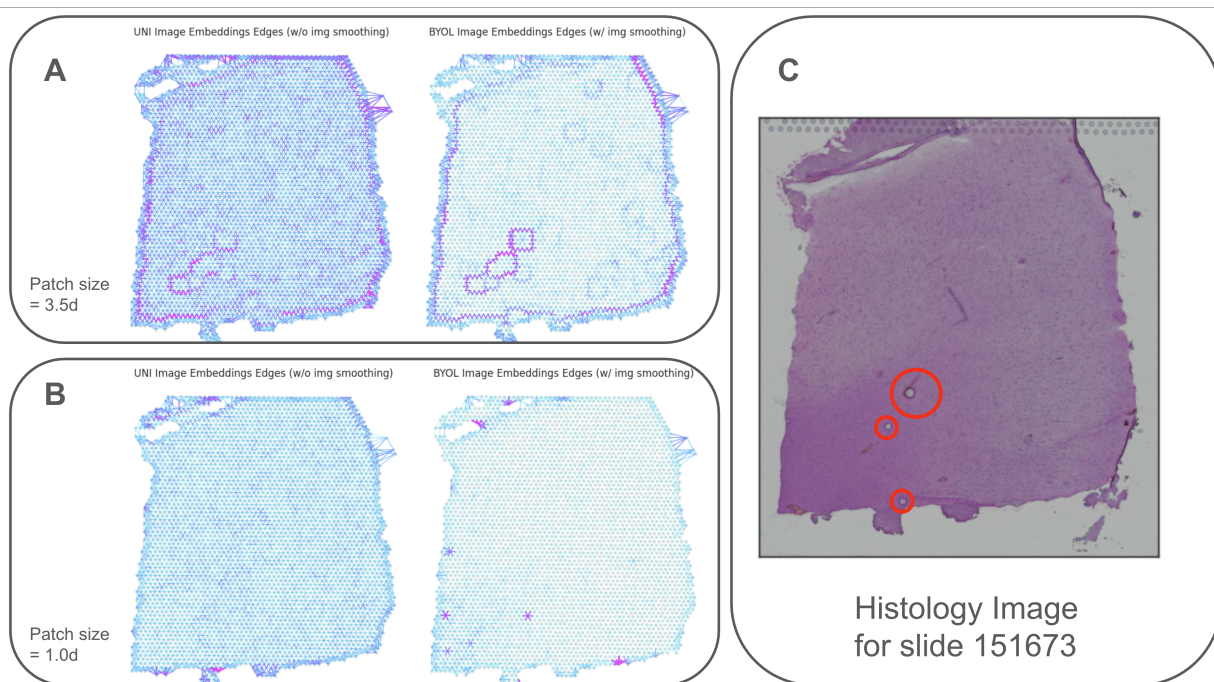 A
UNI Image Embeddings Edges (w/o img smoothing)
BYOL Image Embeddings Edges (w/ img smoothing)
Patch size
= 3.5d
B
UNI Image Embeddings Edges (w/o img smoothing)
BYOL Image Embeddings Edges (w/ img smoothing)
Patch size
= 1.0d
C
Histology Image
for slide 151673